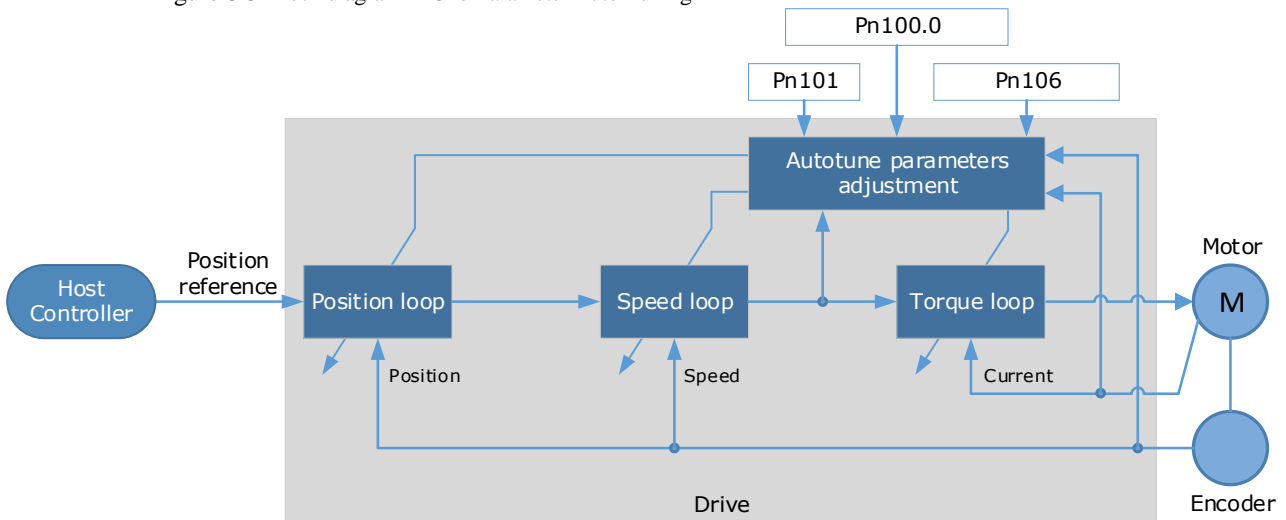 Pn100.0
Pn101
Pn106
Autotune parameters
adjustment
Motor
Position
reference
Host
Controller
Position loop
Speed loop
Torque loop
M
Position
Speed
Current
Drive
Encoder